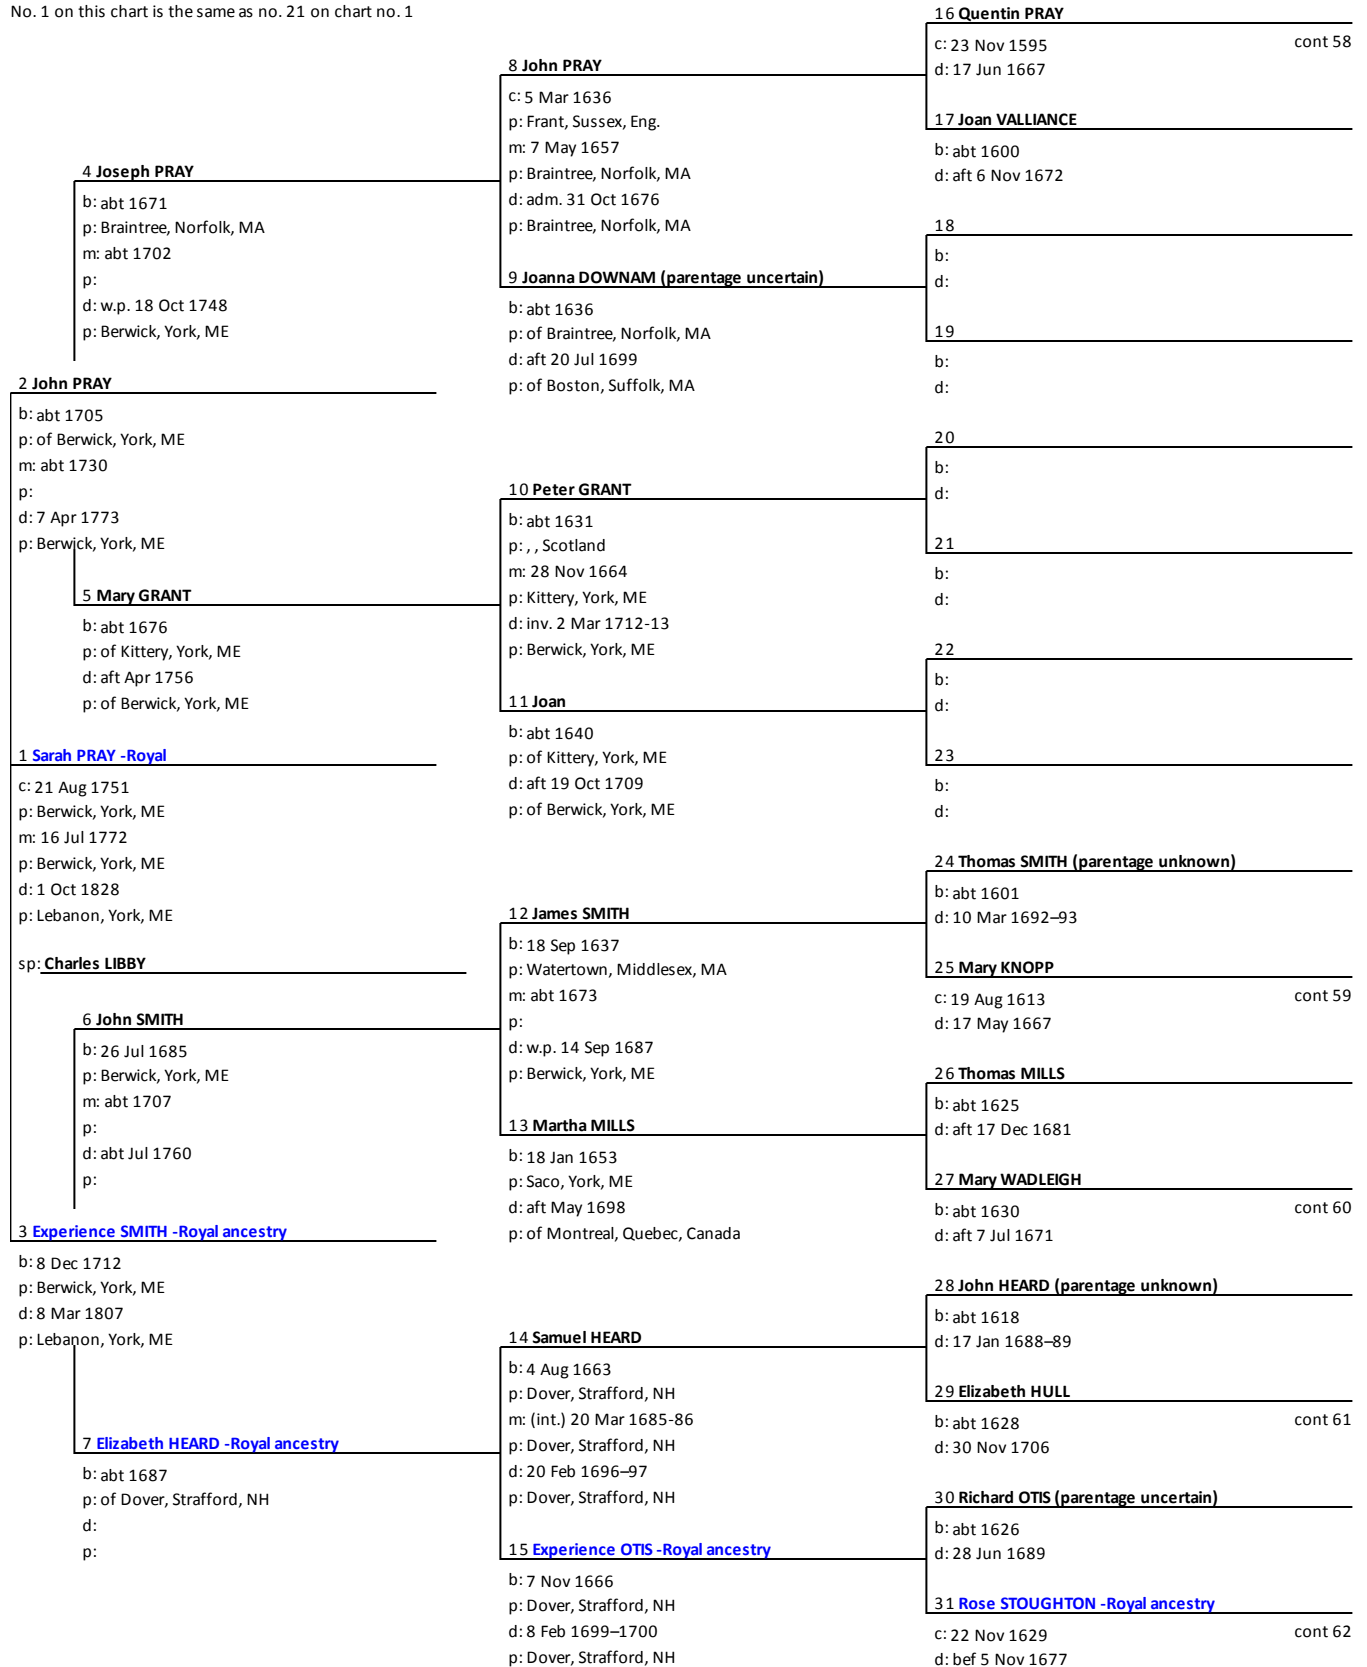 No. 1 on this chart is the same as no. 21 on chart no. 1
16 Quentin PRAY
c: 23 Nov 1595 cont 58
d: 17 Jun 1667
8 John PRAY
c: 5 Mar 1636
p: Frant, Sussex, Eng.
m: 7 May 1657
p: Braintree, Norfolk, MA
d: adm. 31 Oct 1676
p: Braintree, Norfolk, MA
17 Joan VALLIANCE
b: abt 1600
d: aft 6 Nov 1672
4 Joseph PRAY
b: abt 1671
p: Braintree, Norfolk, MA
m: abt 1702
p:
d: w.p. 18 Oct 1748
p: Berwick, York, ME
18
b:
d:
9 Joanna DOWNAM (parentage uncertain)
b: abt 1636
p: of Braintree, Norfolk, MA
d: aft 20 Jul 1699
p: of Boston, Suffolk, MA
19
b:
d:
2 John PRAY
b: abt 1705
p: of Berwick, York, ME
m: abt 1730
p:
d: 7 Apr 1773
p: Berwick, York, ME
20
b:
d:
10 Peter GRANT
b: abt 1631
p: , , Scotland
m: 28 Nov 1664
p: Kittery, York, ME
d: inv. 2 Mar 1712-13
p: Berwick, York, ME
21
b:
d:
5 Mary GRANT
b: abt 1676
p: of Kittery, York, ME
d: aft Apr 1756
p: of Berwick, York, ME
22
b:
d:
11 Joan
b: abt 1640
p: of Kittery, York, ME
d: aft 19 Oct 1709
p: of Berwick, York, ME
23
b:
d:
1 Sarah PRAY -Royal
c: 21 Aug 1751
p: Berwick, York, ME
m: 16 Jul 1772
p: Berwick, York, ME
d: 1 Oct 1828
p: Lebanon, York, ME
sp: Charles LIBBY
24 Thomas SMITH (parentage unknown)
b: abt 1601
d: 10 Mar 1692–93
12 James SMITH
b: 18 Sep 1637
p: Watertown, Middlesex, MA
m: abt 1673
p:
d: w.p. 14 Sep 1687
p: Berwick, York, ME
25 Mary KNOPP
c: 19 Aug 1613 cont 59
d: 17 May 1667
6 John SMITH
b: 26 Jul 1685
p: Berwick, York, ME
m: abt 1707
p:
d: abt Jul 1760
p:
26 Thomas MILLS
b: abt 1625
d: aft 17 Dec 1681
13 Martha MILLS
b: 18 Jan 1653
p: Saco, York, ME
d: aft May 1698
p: of Montreal, Quebec, Canada
27 Mary WADLEIGH
b: abt 1630 cont 60
d: aft 7 Jul 1671
3 Experience SMITH -Royal ancestry
b: 8 Dec 1712
p: Berwick, York, ME
d: 8 Mar 1807
p: Lebanon, York, ME
28 John HEARD (parentage unknown)
b: abt 1618
d: 17 Jan 1688–89
14 Samuel HEARD
b: 4 Aug 1663
p: Dover, Strafford, NH
m: (int.) 20 Mar 1685-86
p: Dover, Strafford, NH
d: 20 Feb 1696–97
p: Dover, Strafford, NH
29 Elizabeth HULL
b: abt 1628 cont 61
d: 30 Nov 1706
7 Elizabeth HEARD -Royal ancestry
b: abt 1687
p: of Dover, Strafford, NH
d:
p:
30 Richard OTIS (parentage uncertain)
b: abt 1626
d: 28 Jun 1689
15 Experience OTIS -Royal ancestry
b: 7 Nov 1666
p: Dover, Strafford, NH
d: 8 Feb 1699–1700
p: Dover, Strafford, NH
31 Rose STOUGHTON -Royal ancestry
c: 22 Nov 1629 cont 62
d: bef 5 Nov 1677